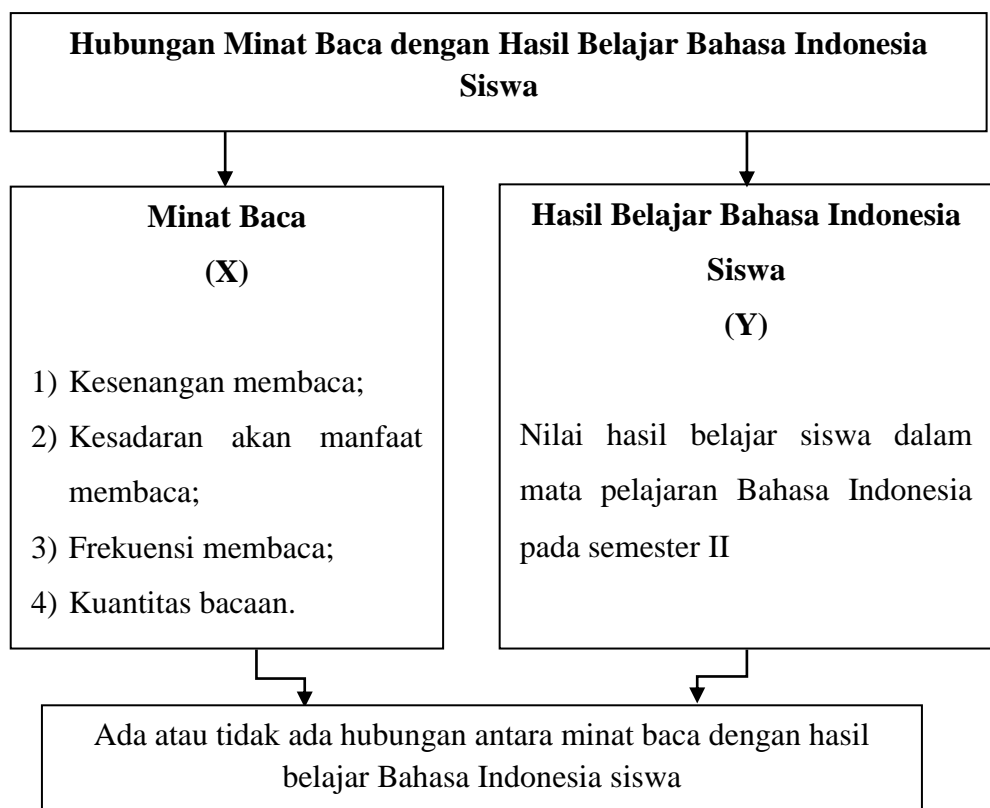 Hubungan Minat Baca dengan Hasil Belajar Bahasa Indonesia
Siswa
Minat Baca
(X)
1) Kesenangan membaca;
2) Kesadaran akan manfaat
membaca;
3) Frekuensi membaca;
4) Kuantitas bacaan.
Hasil Belajar Bahasa Indonesia
Siswa
(Y)
Nilai hasil belajar siswa dalam
mata pelajaran Bahasa Indonesia
pada semester II
Ada atau tidak ada hubungan antara minat baca dengan hasil
belajar Bahasa Indonesia siswa